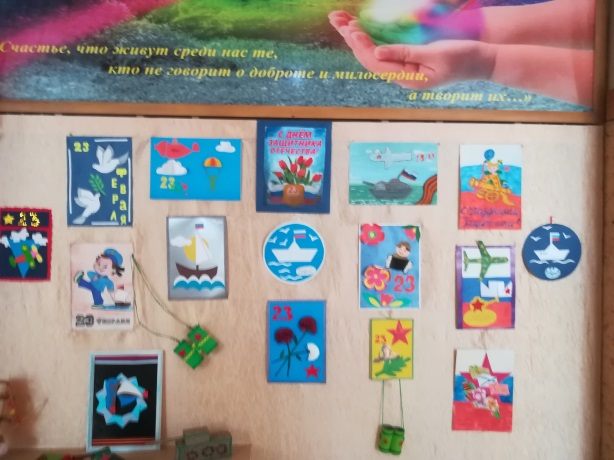 Счастье, что живут среди нас те,
кто не говорит о доброте и милосердии,
а творит их...»
23
ФЕВРАЛЯ
23
С ДНЕМ
ЗАЩИТНИКА
ОТЕЧЕСТВА!
23
23
ФЕВРАЛЯ
23
23
23